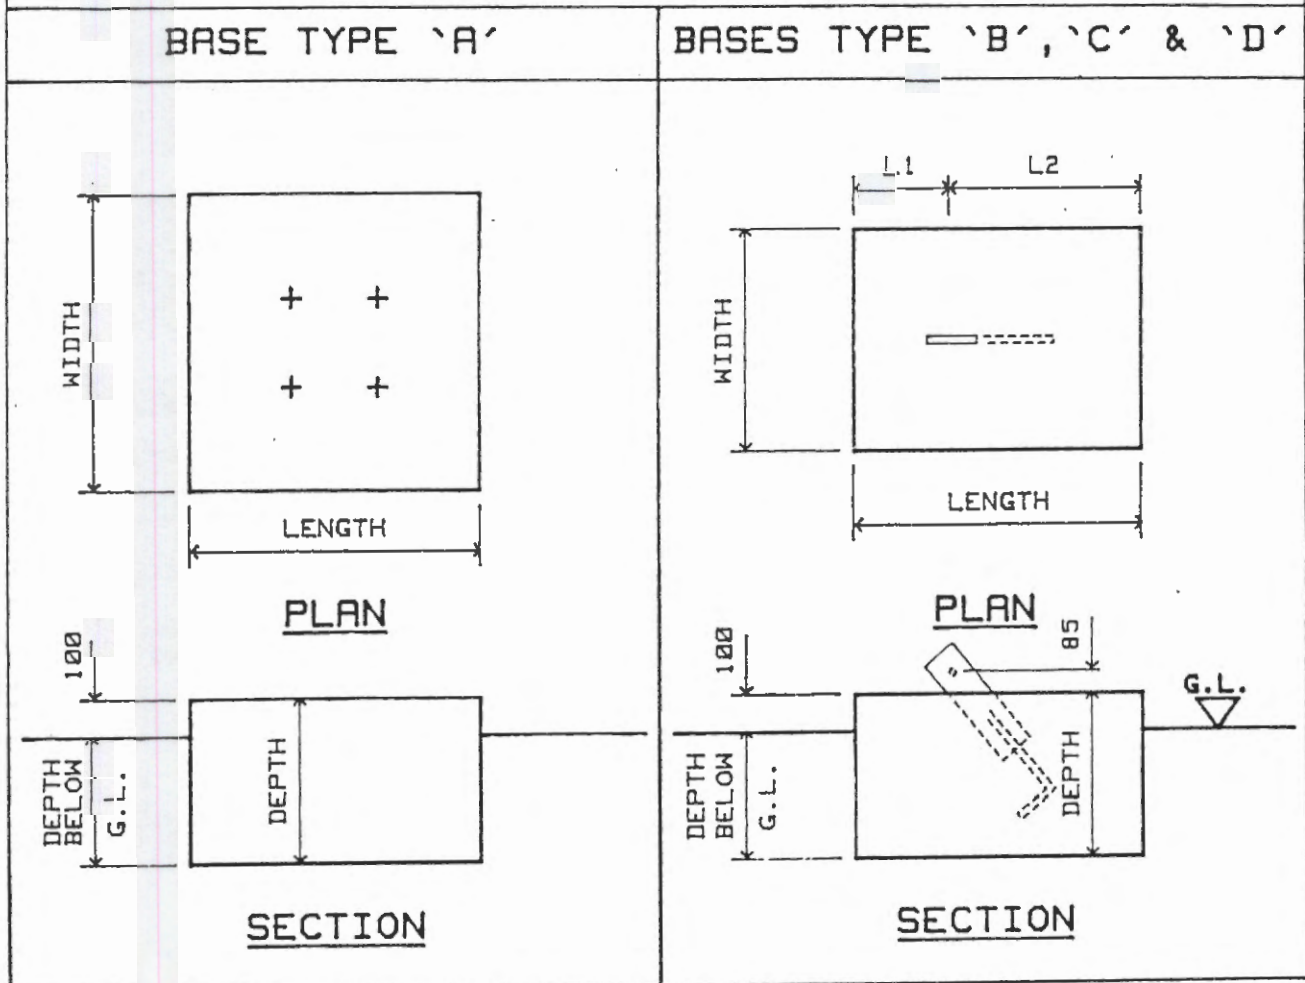 BASE TYPE `A'
WIDTH
LENGTH
PLAN
100
DEPTH
BELOW
G.L.
DEPTH
SECTION
BASES TYPE `B', `C' & `D'
L1
L2
WIDTH
LENGTH
PLAN
100
85
G.L.
DEPTH
BELOW
G.L.
DEPTH
SECTION